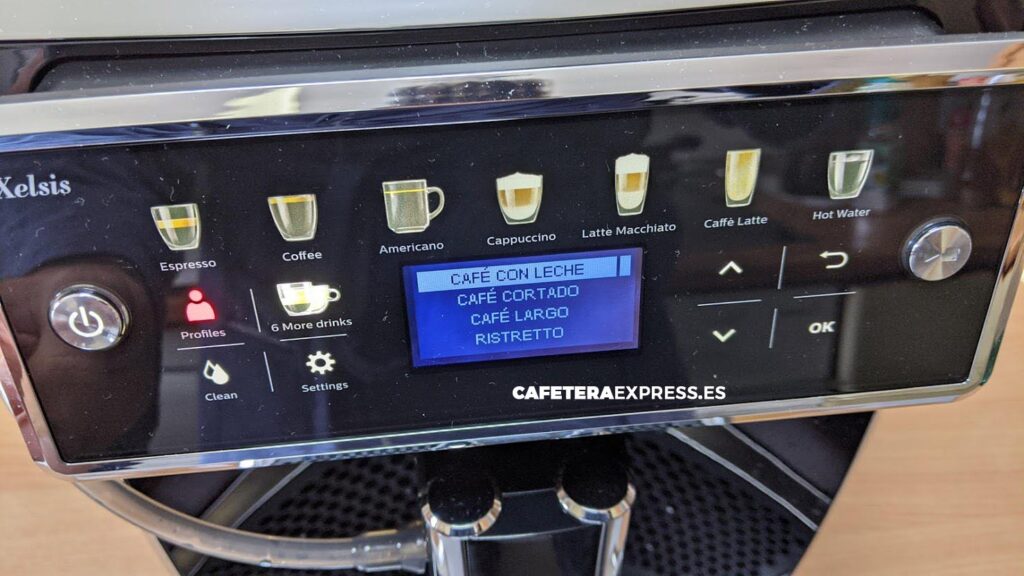 Xelsis
Espresso
Coffee
Americano
Cappuccino
Latte Macchiato
Caffé Latte
Hot Water
Profiles
6 More drinks
Clean
Settings
CAFÉ CON LECHE
CAFÉ CORTADO
CAFÉ LARGO
RISTRETTO
OK
CAFETERAEXPRESS.ES